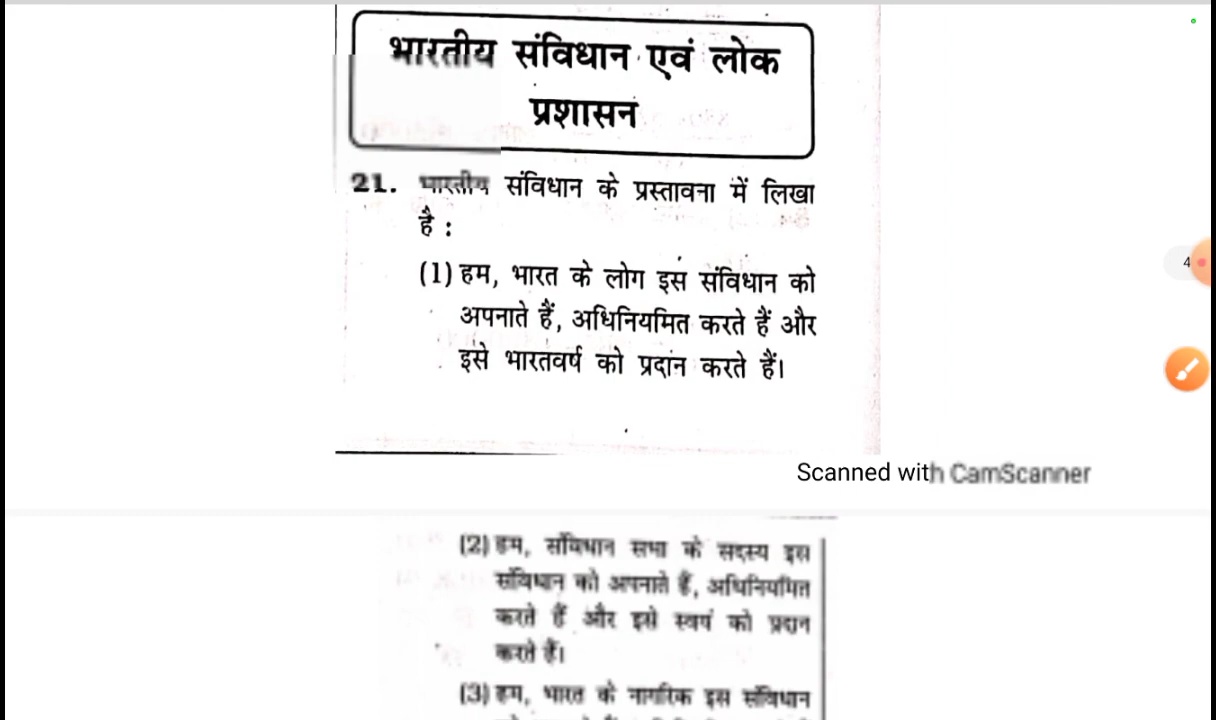 भारतीय संविधान एवं लोक
प्रशासन
21. भारतीय संविधान के प्रस्तावना में लिखा
है :
(1) हम, भारत के लोग इस संविधान को
अपनाते हैं, अधिनियमित करते हैं और
इसे भारतवर्ष को प्रदान करते हैं।
4
Scanned with CamScanner
(2) हम, संविधान सभा के सदस्य इस
संविधान को अपनाते हैं, अधिनियमित
करते हैं और इसे स्वयं को प्रदान
करते हैं।
(3) हम, भारत के नागरिक इस संविधान